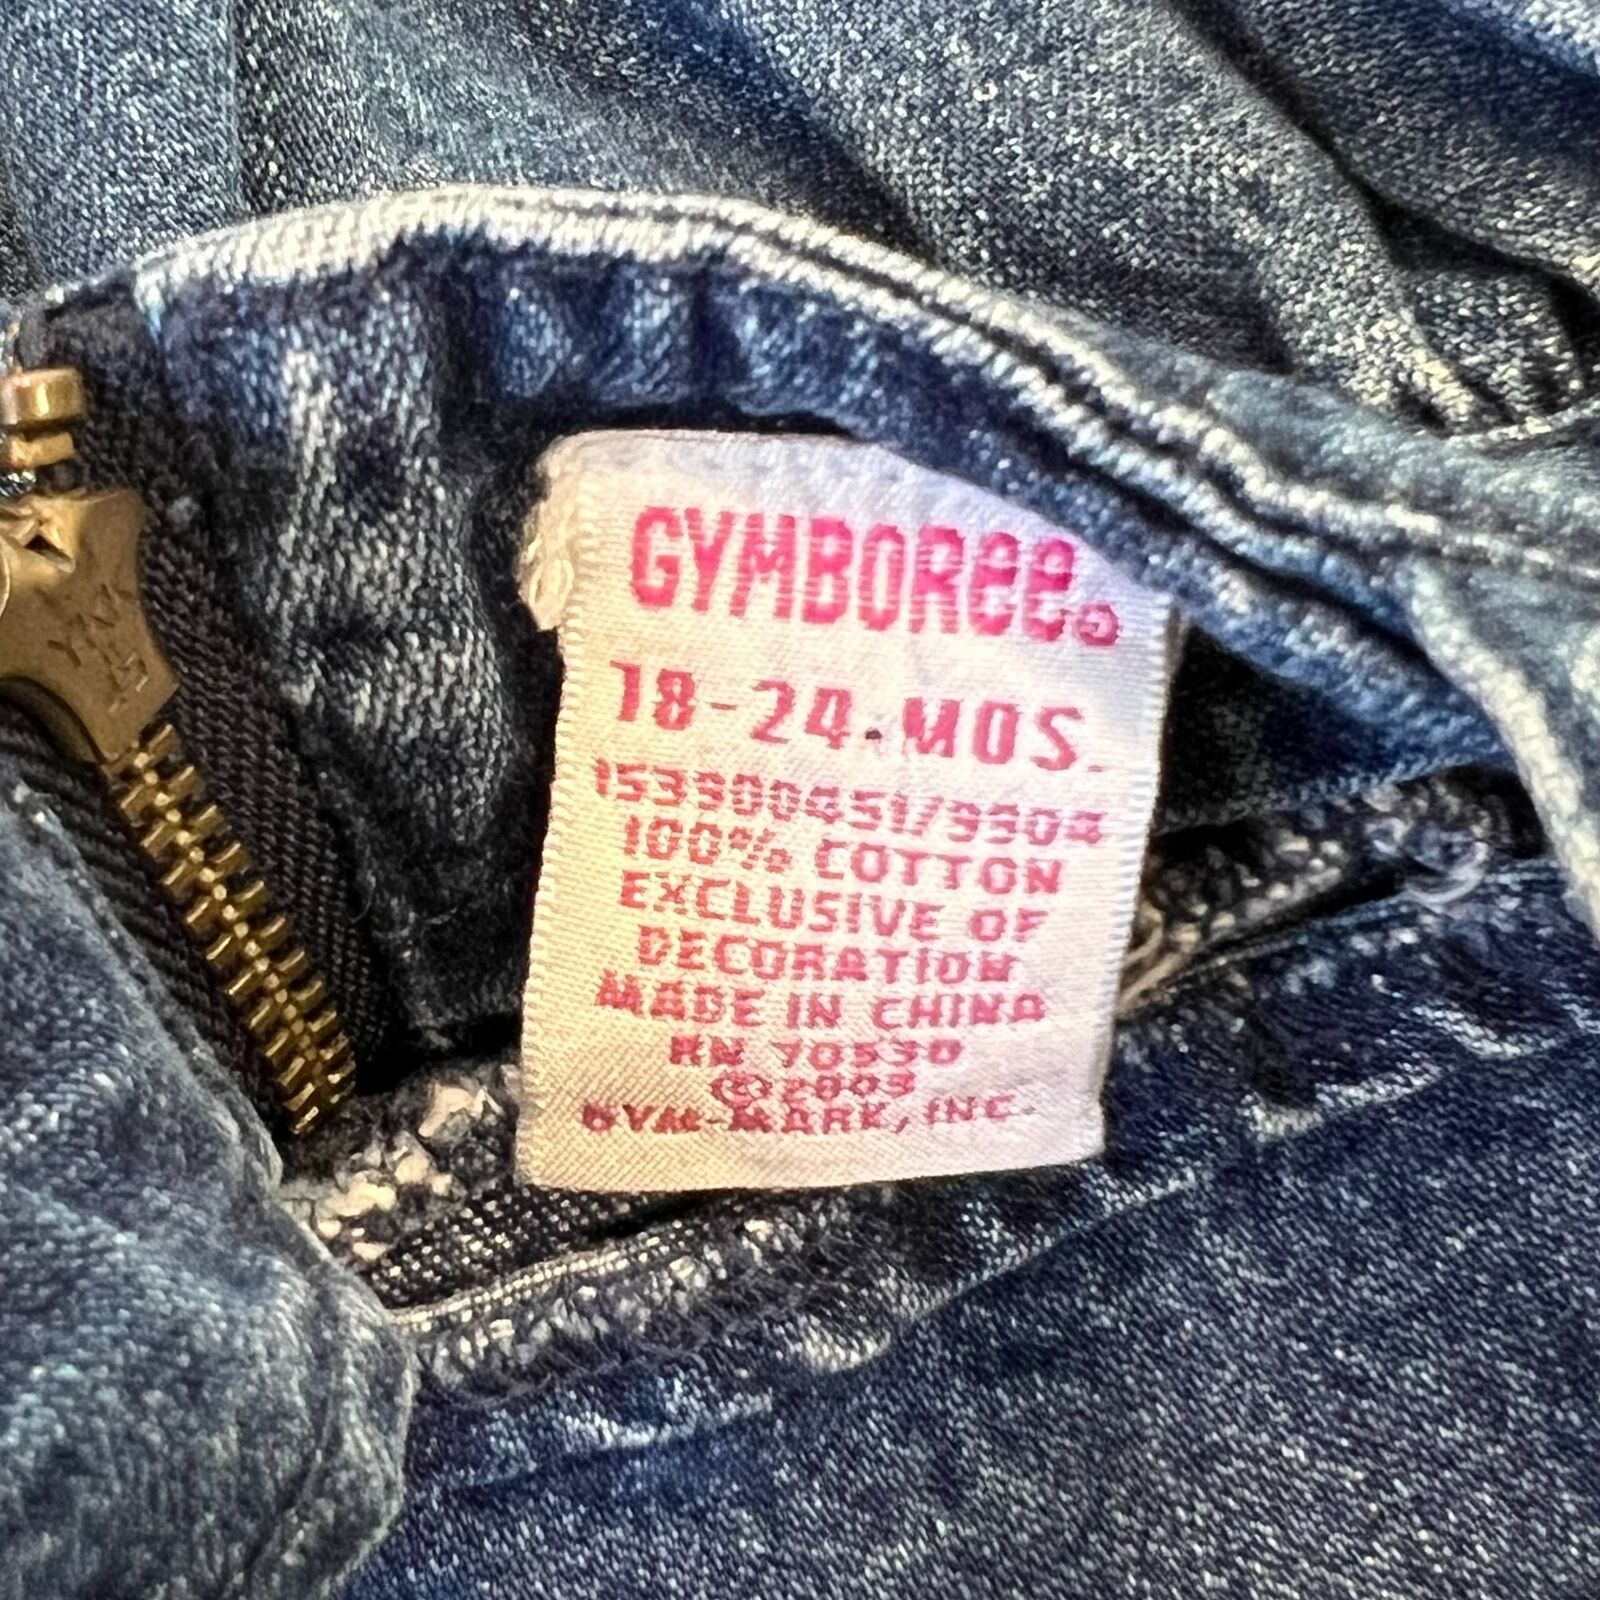 GYMBOREE®
18-24 MOS.
153900451/9904
100% COTTON
EXCLUSIVE OF
DECORATION
MADE IN CHINA
RN 70530
© 2003
GYM-MARK, INC.